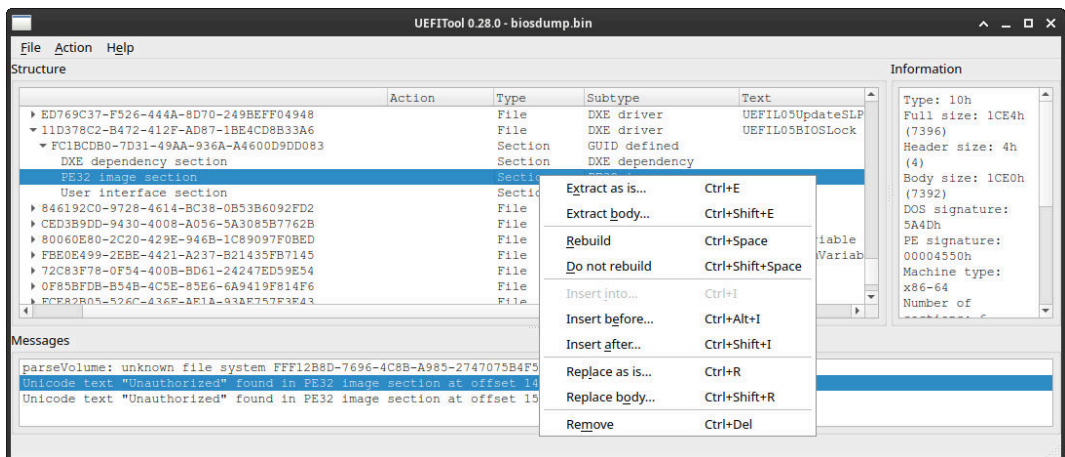 UEFITool 0.28.0 - biosdump.bin
File Action Help
Structure
Action Type Subtype Text
ED769C37-F526-444A-8D70-249BEFF04948 File DXE driver UEFIL05UpdateSLP
11D378C2-B472-412F-AD87-1BE4CD8B33A6 File DXE driver UEFIL05BIOSLock
FC1BCDB0-7D31-49AA-936A-A4600D9DD083 Section GUID defined
DXE dependency section Section DXE dependency
PE32 image section
User interface section
846192C0-9728-4614-BC38-0B53B6092FD2 File
CED3B9DD-9430-4008-A056-5A3085B7762B File
80060E80-2C20-429E-946B-1C89097F0BED File iable
FBE0E499-2EBE-4421-A237-B21435FB7145 File Variab
72C83F78-0F54-400B-BD61-24247ED59E54 File
0F85BFDB-B54B-4C5E-85E6-6A9419F814F6 File
Extract as is... Ctrl+E
Extract body... Ctrl+Shift+E
Rebuild Ctrl+Space
Do not rebuild Ctrl+Shift+Space
Insert into... Ctrl+I
Insert before... Ctrl+Alt+I
Insert after... Ctrl+Shift+I
Replace as is... Ctrl+R
Replace body... Ctrl+Shift+R
Remove Ctrl+Del
Information
Type: 10h
Full size: 1CE4h
(7396)
Header size: 4h
(4)
Body size: 1CE0h
(7392)
DOS signature:
5A4Dh
PE signature:
00004550h
Machine type:
x86-64
Number of
Messages
parseVolume: unknown file system FFF12B8D-7696-4C8B-A985-2747075B4F5
Unicode text "Unauthorized" found in PE32 image section at offset 14
Unicode text "Unauthorized" found in PE32 image section at offset 15